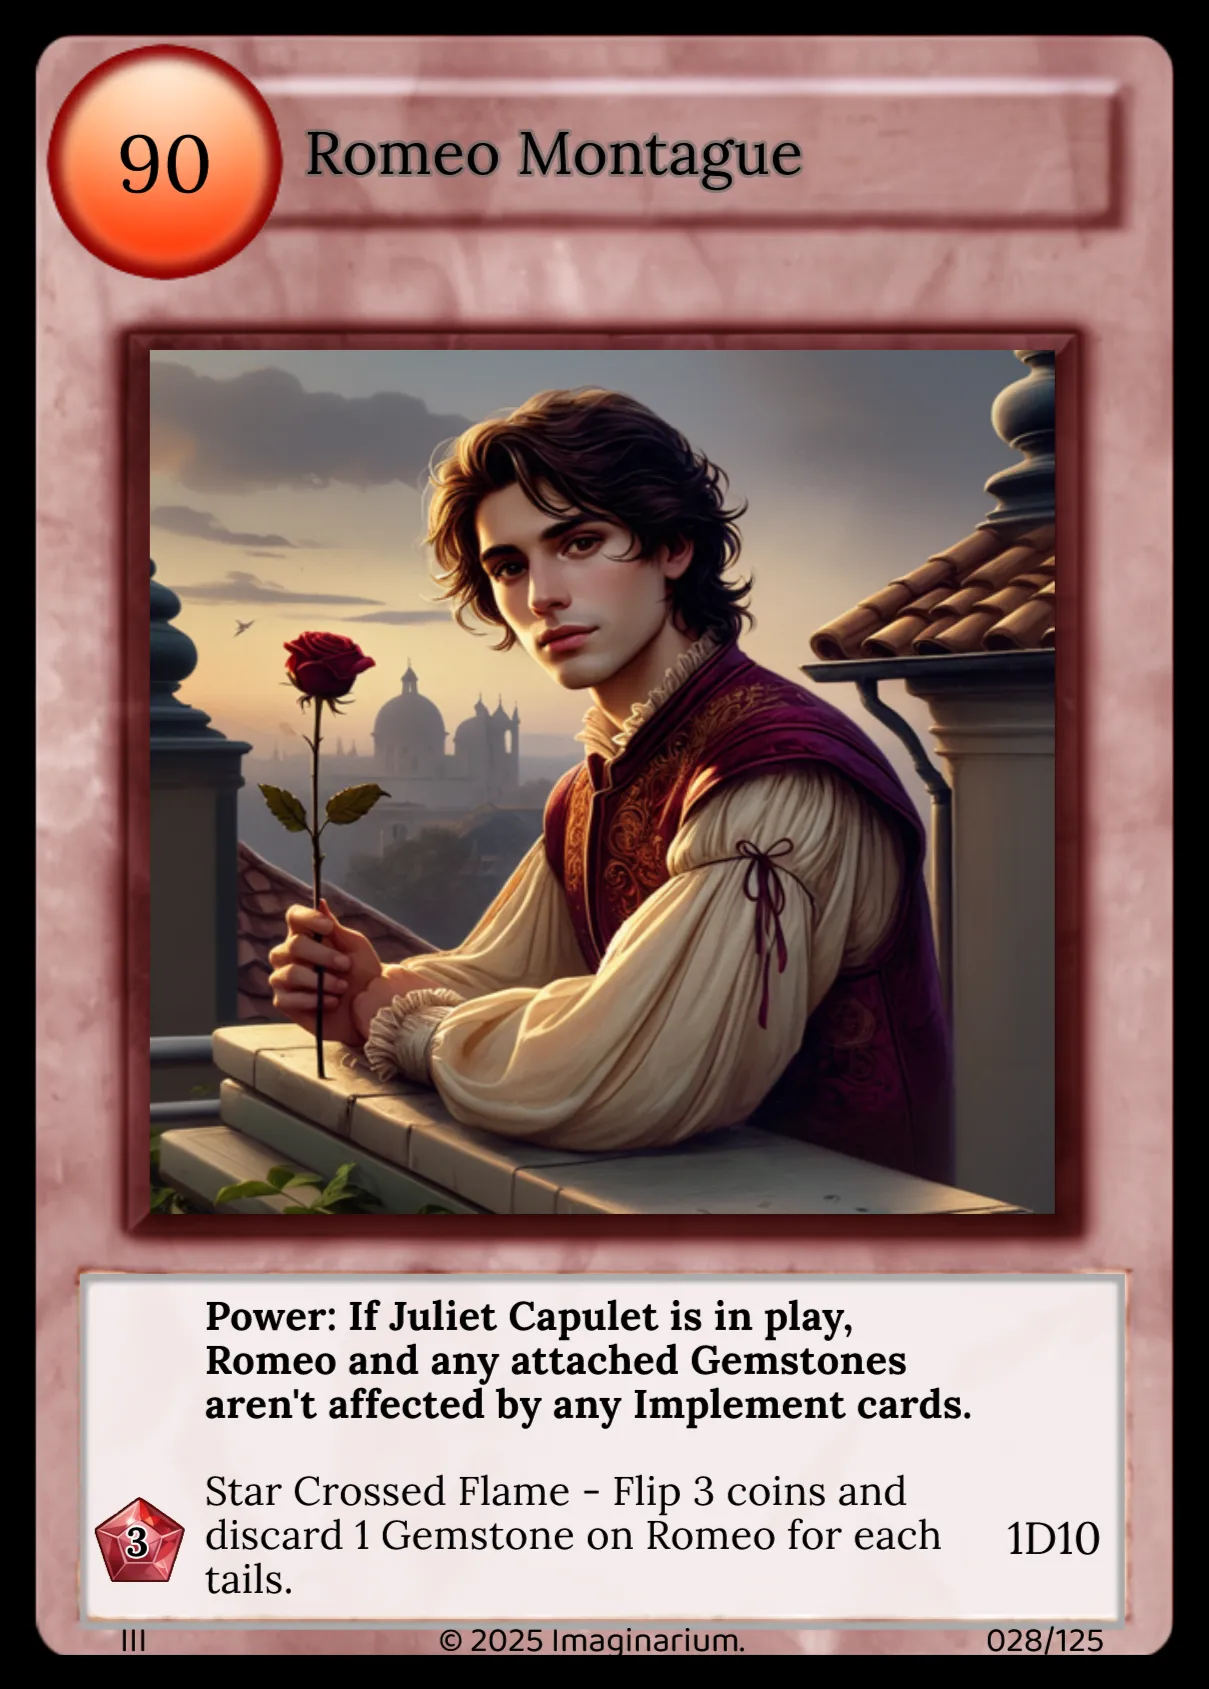 90
Romeo Montague
Power: If Juliet Capulet is in play,
Romeo and any attached Gemstones
aren't affected by any Implement cards.
Star Crossed Flame - Flip 3 coins and
discard 1 Gemstone on Romeo for each
tails.
3
1D10
III
© 2025 Imaginarium.
028/125